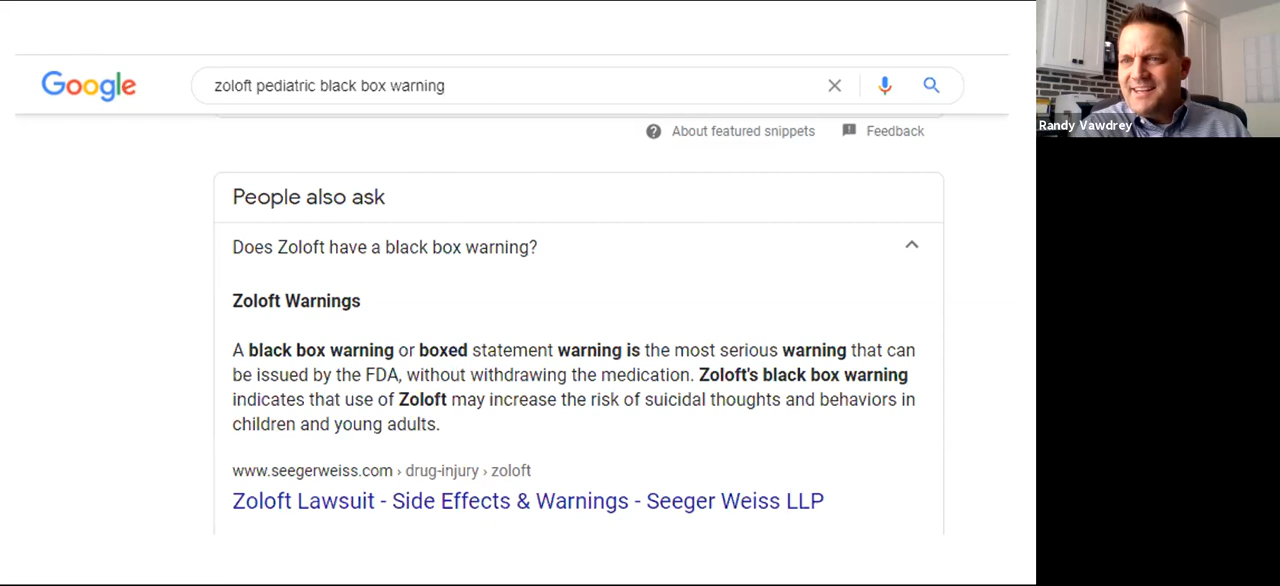 Google
zoloft pediatric black box warning
About featured snippets
Feedback
People also ask
Does Zoloft have a black box warning?
Zoloft Warnings
A black box warning or boxed statement warning is the most serious warning that can
be issued by the FDA, without withdrawing the medication. Zoloft's black box warning
indicates that use of Zoloft may increase the risk of suicidal thoughts and behaviors in
children and young adults.
www.seegerweiss.com › drug-injury › zoloft
Zoloft Lawsuit - Side Effects & Warnings - Seeger Weiss LLP
Randy Vawdrey